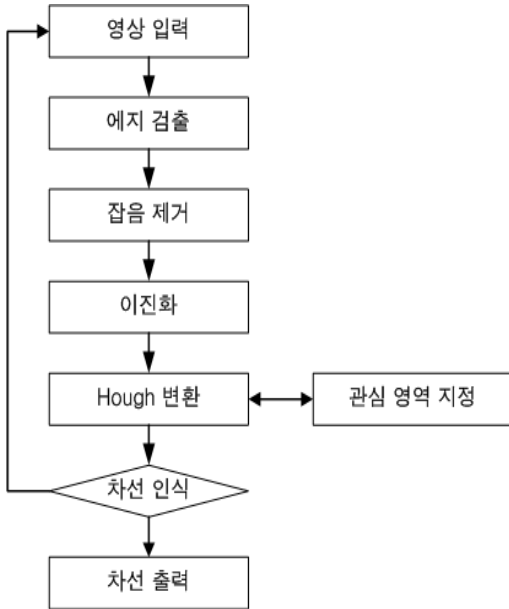 영상 입력
에지 검출
잡음 제거
이진화
Hough 변환
관심 영역 지정
차선 인식
차선 출력